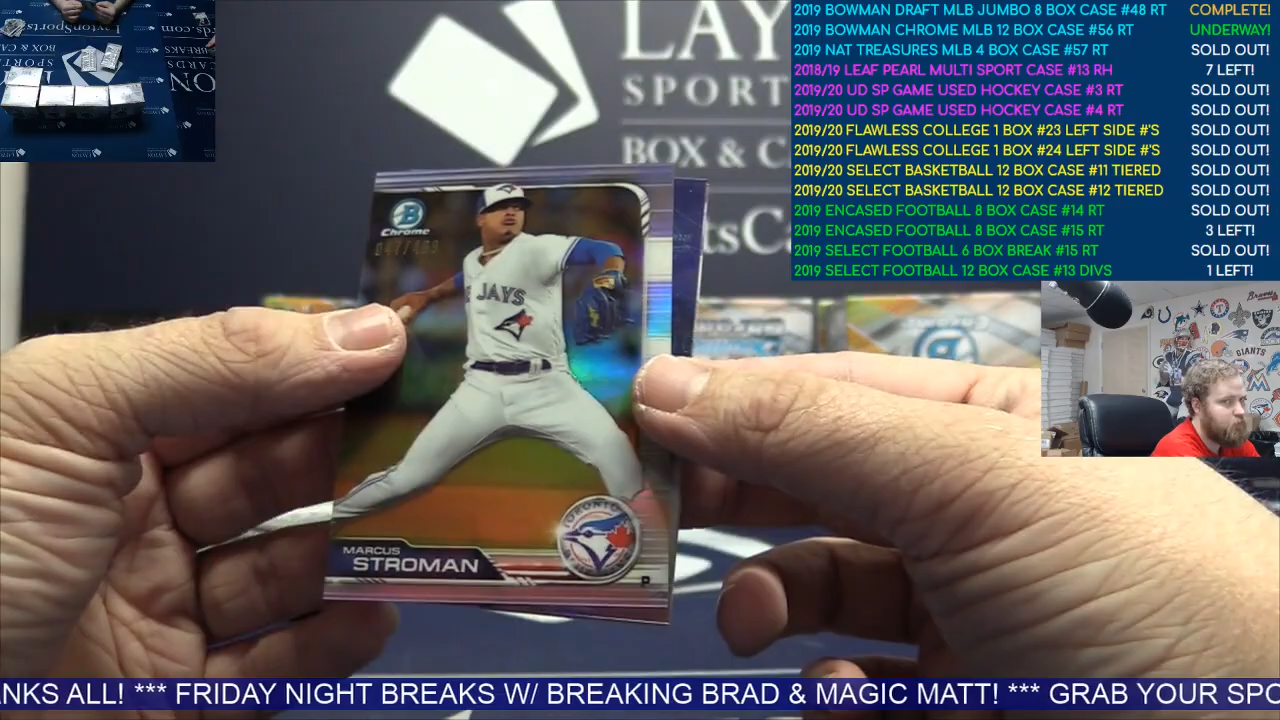 2019 BOWMAN DRAFT MLB JUMBO 8 BOX CASE #48 RT COMPLETE!
2019 BOWMAN CHROME MLB 12 BOX CASE #56 RT UNDERWAY!
2019 NAT TREASURES MLB 4 BOX CASE #57 RT SOLD OUT!
2018/19 LEAF PEARL MULTI SPORT CASE #13 RH 7 LEFT!
2019/20 UD SP GAME USED HOCKEY CASE #3 RT SOLD OUT!
2019/20 UD SP GAME USED HOCKEY CASE #4 RT SOLD OUT!
2019/20 FLAWLESS COLLEGE 1 BOX #23 LEFT SIDE #'S SOLD OUT!
2019/20 FLAWLESS COLLEGE 1 BOX #24 LEFT SIDE #'S SOLD OUT!
2019/20 SELECT BASKETBALL 12 BOX CASE #11 TIERED SOLD OUT!
2019/20 SELECT BASKETBALL 12 BOX CASE #12 TIERED SOLD OUT!
2019 ENCASED FOOTBALL 8 BOX CASE #14 RT SOLD OUT!
2019 ENCASED FOOTBALL 8 BOX CASE #15 RT 3 LEFT!
2019 SELECT FOOTBALL 6 BOX BREAK #15 RT SOLD OUT!
2019 SELECT FOOTBALL 12 BOX CASE #13 DIVS 1 LEFT!
LAY
SPORT
BOX & C
tsCa
B
Chrome
JAYS
TORONTO
MARCUS
STROMAN
P
GIANTS
Braves
ANKS ALL! *** FRIDAY NIGHT BREAKS W/ BREAKING BRAD & MAGIC MATT! *** GRAB YOUR SPO